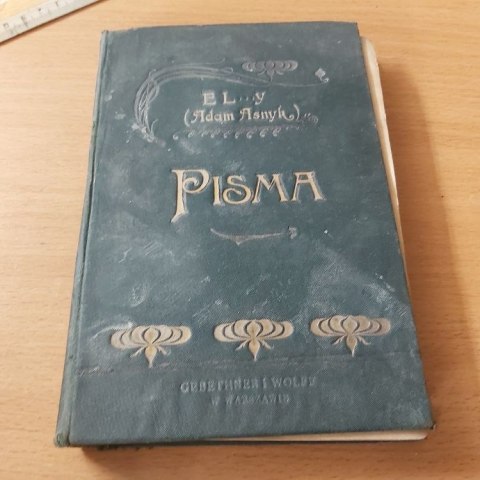 EL...Y
(Adam Asnyk)
PISMA
GEBETHNER I WOLFF
W WARSZAWIE